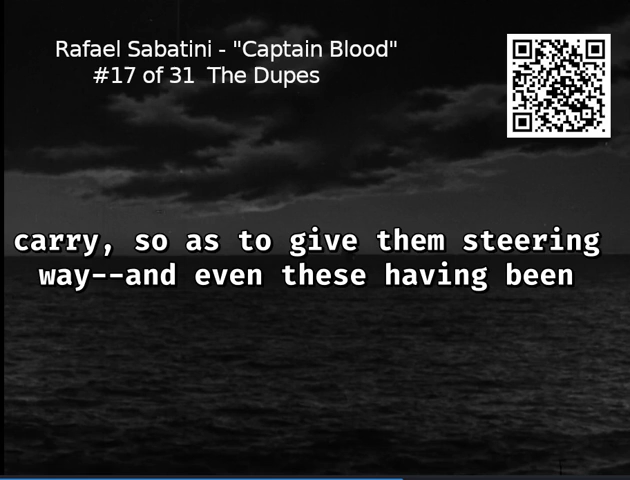 Rafael Sabatini - "Captain Blood"
#17 of 31  The Dupes
carry, so as to give them steering
way--and even these having been